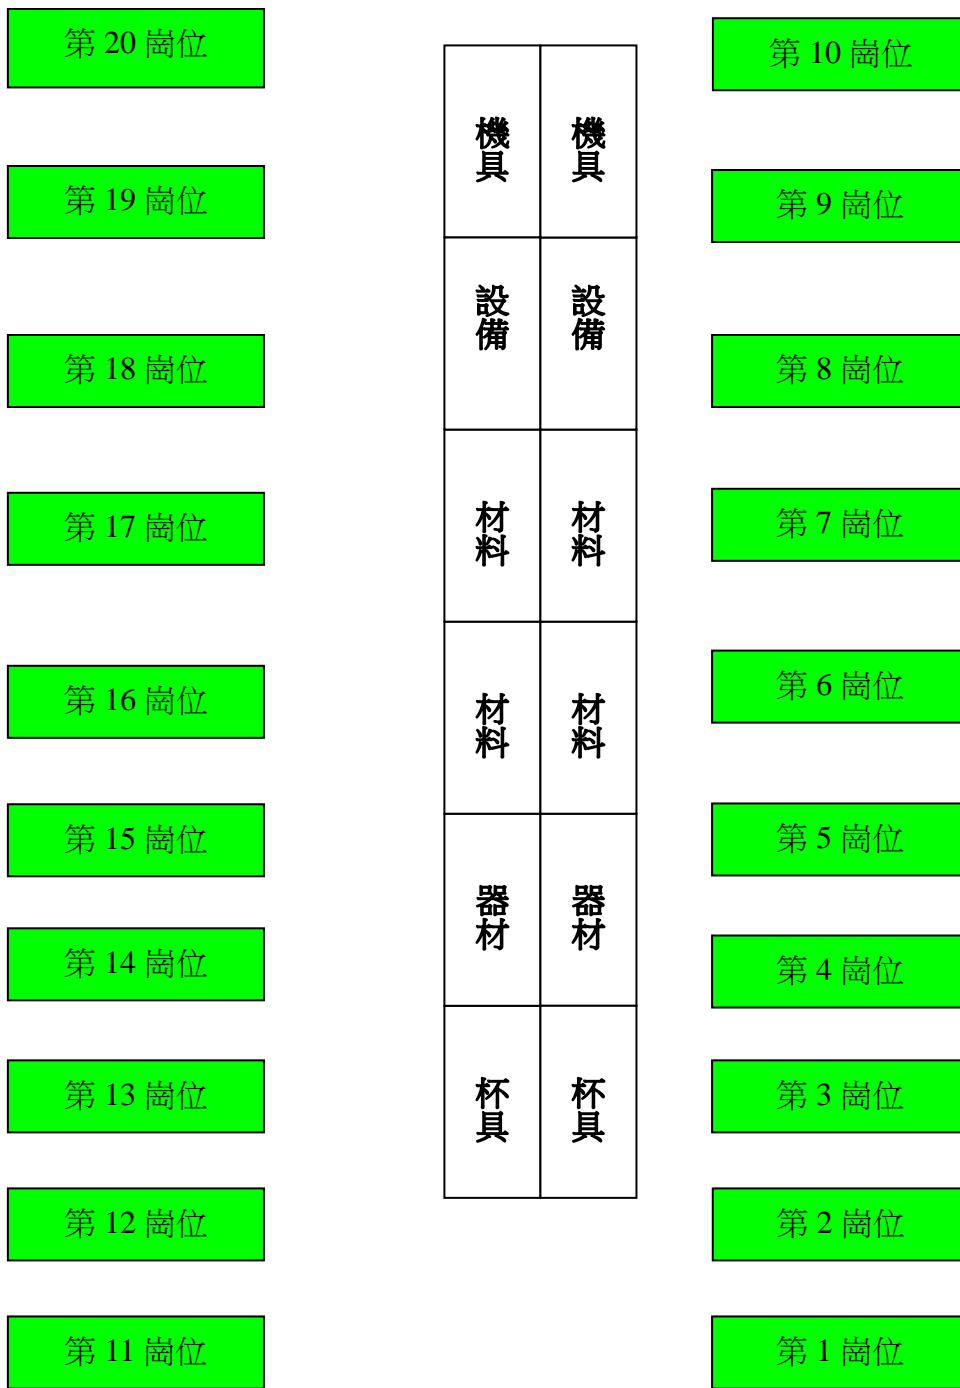 第 20 崗位
第 19 崗位
第 18 崗位
第 17 崗位
第 16 崗位
第 15 崗位
第 14 崗位
第 13 崗位
第 12 崗位
第 11 崗位
機具
機具
設備
設備
材料
材料
材料
材料
器材
器材
杯具
杯具
第 10 崗位
第 9 崗位
第 8 崗位
第 7 崗位
第 6 崗位
第 5 崗位
第 4 崗位
第 3 崗位
第 2 崗位
第 1 崗位